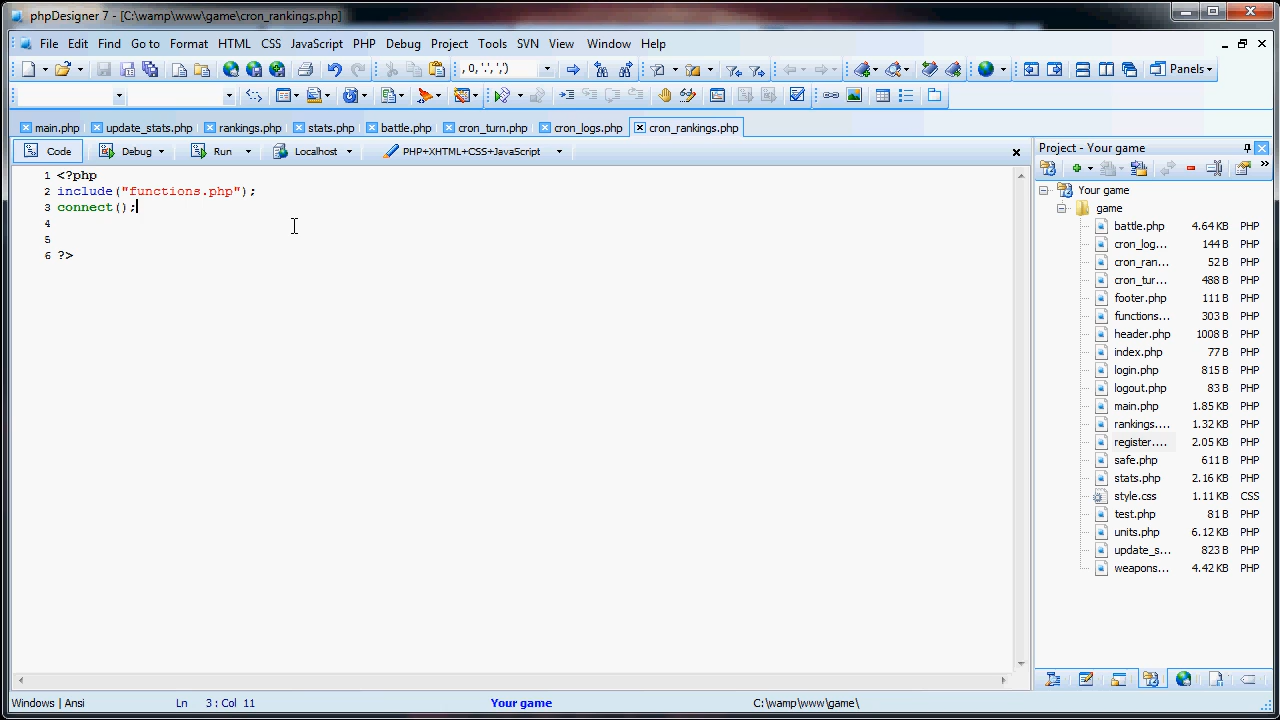 phpDesigner 7 - [C:\wamp\www\game\cron_rankings.php]
File Edit Find Go to Format HTML CSS JavaScript PHP Debug Project Tools SVN View Window Help
, 0, '.', ',')
Panels
main.php update_stats.php rankings.php stats.php battle.php cron_turn.php cron_logs.php cron_rankings.php
Code Debug Run Localhost PHP+XHTML+CSS+JavaScript
1 <?php
2 include("functions.php");
3 connect();
4
5
6 ?>
Project - Your game
Your game
game
battle.php 4.64 KB PHP
cron_log... 144 B PHP
cron_ran... 52 B PHP
cron_tur... 488 B PHP
footer.php 111 B PHP
functions... 303 B PHP
header.php 1008 B PHP
index.php 77 B PHP
login.php 815 B PHP
logout.php 83 B PHP
main.php 1.85 KB PHP
rankings.... 1.32 KB PHP
register.... 2.05 KB PHP
safe.php 611 B PHP
stats.php 2.16 KB PHP
style.css 1.11 KB CSS
test.php 81 B PHP
units.php 6.12 KB PHP
update_s... 823 B PHP
weapons... 4.42 KB PHP
Windows | Ansi Ln 3 : Col 11 Your game C:\wamp\www\game\